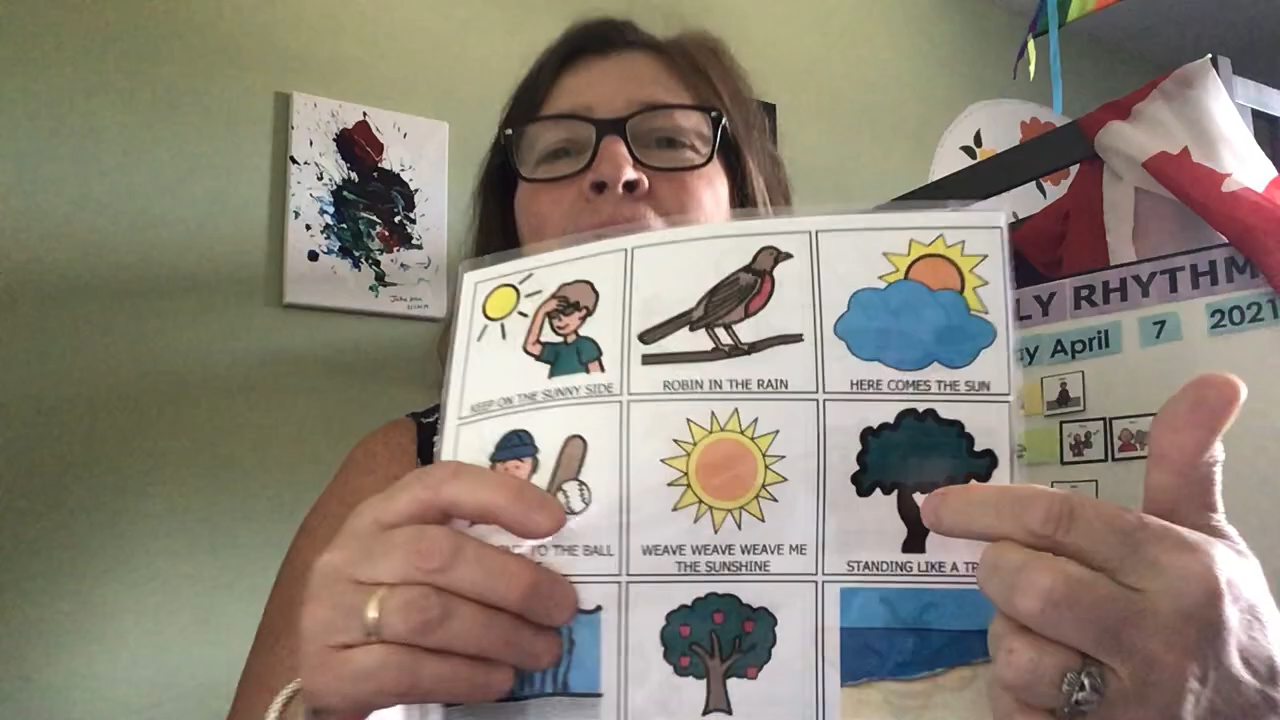 KEEP ON THE SUNNY SIDE
ROBIN IN THE RAIN
HERE COMES THE SUN
TO THE BALL
WEAVE WEAVE WEAVE ME
THE SUNSHINE
STANDING LIKE A
LY RHYTHM
April 7 2021